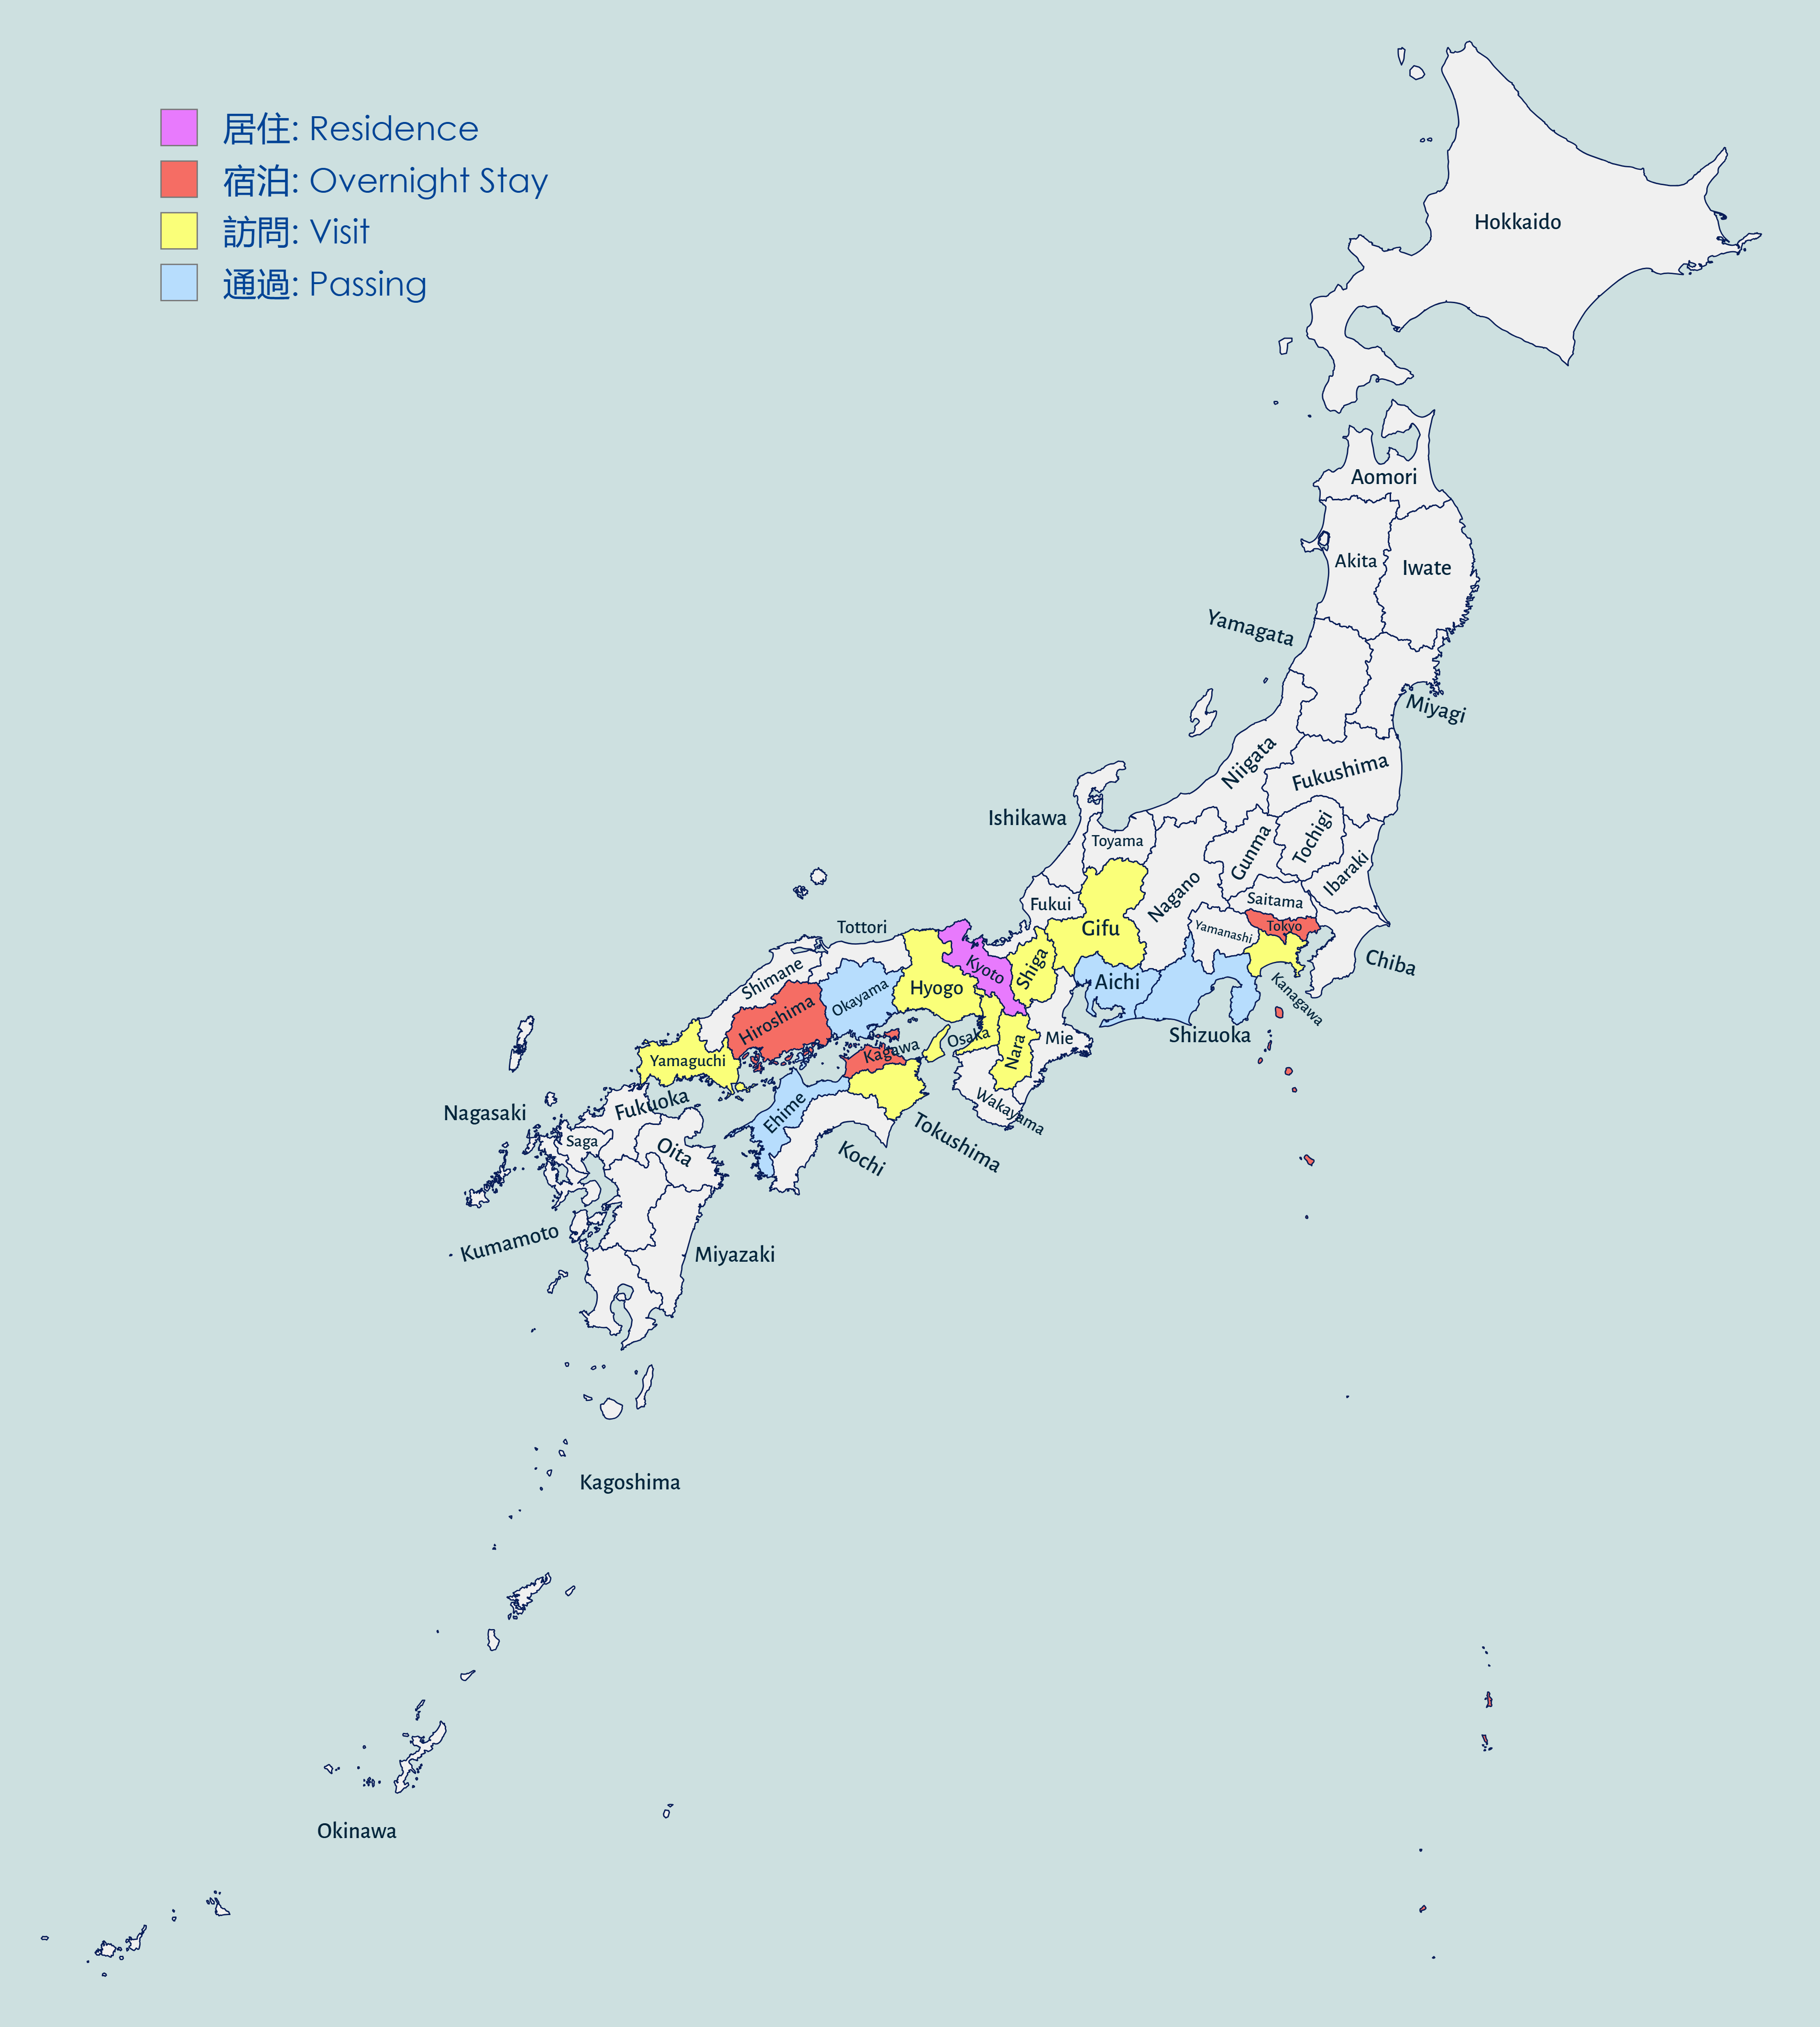 居住: Residence
宿泊: Overnight Stay
訪問: Visit
通過: Passing
Hokkaido
Aomori
Akita
Iwate
Yamagata
Miyagi
Niigata
Fukushima
Ishikawa
Toyama
Gunma
Tochigi
Ibaraki
Nagano
Saitama
Fukui
Gifu
Yamanashi
Tokyo
Chiba
Tottori
Kyoto
Shiga
Aichi
Kanagawa
Shimane
Hyogo
Okayama
Hiroshima
Shizuoka
Osaka
Nara
Mie
Kagawa
Yamaguchi
Wakayama
Ehime
Tokushima
Kochi
Nagasaki
Fukuoka
Saga
Oita
Kumamoto
Miyazaki
Kagoshima
Okinawa